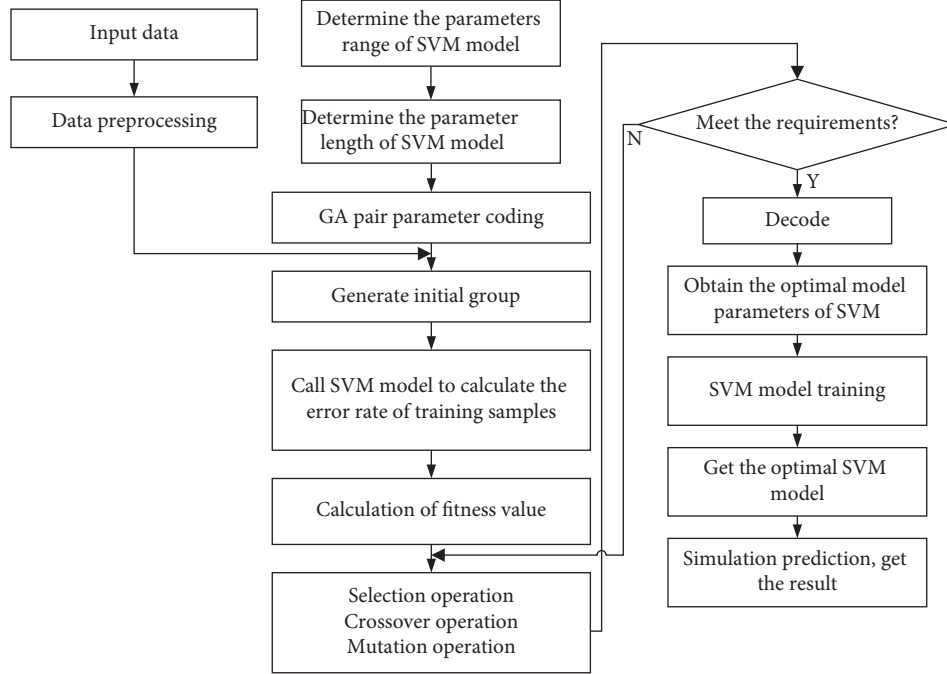 Input data
Data preprocessing
Determine the parameters
range of SVM model
Determine the parameter
length of SVM model
GA pair parameter coding
Generate initial group
Call SVM model to calculate the
error rate of training samples
Calculation of fitness value
Selection operation
Crossover operation
Mutation operation
Meet the requirements?
N
Y
Decode
Obtain the optimal model
parameters of SVM
SVM model training
Get the optimal SVM
model
Simulation prediction, get
the result